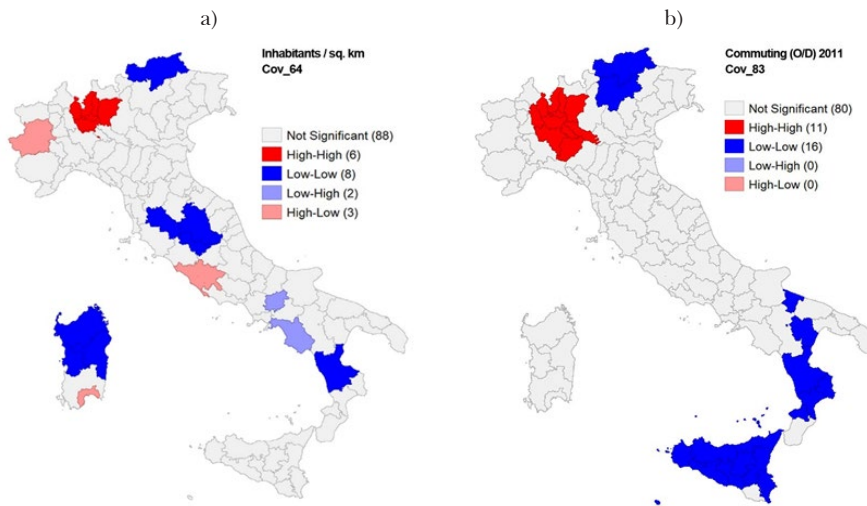 a)
Inhabitants / sq. km
Cov_64
Not Significant (88)
High-High (6)
Low-Low (8)
Low-High (2)
High-Low (3)
b)
Commuting (O/D) 2011
Cov_83
Not Significant (80)
High-High (11)
Low-Low (16)
Low-High (0)
High-Low (0)